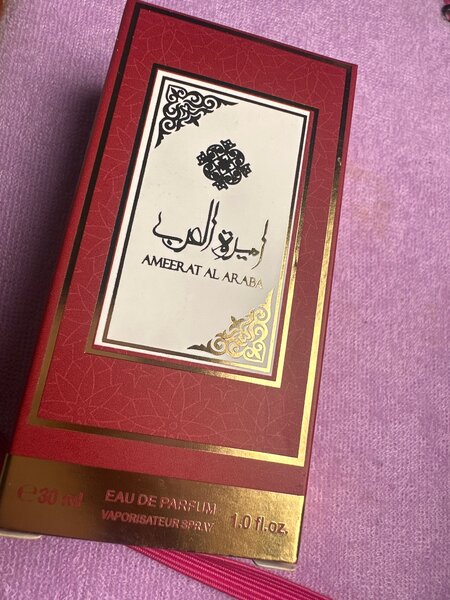 اميرة العرب
AMEERAT AL ARABA
℮30 ml EAU DE PARFUM 1.0 fl.oz.
VAPORISATEUR SPRAY